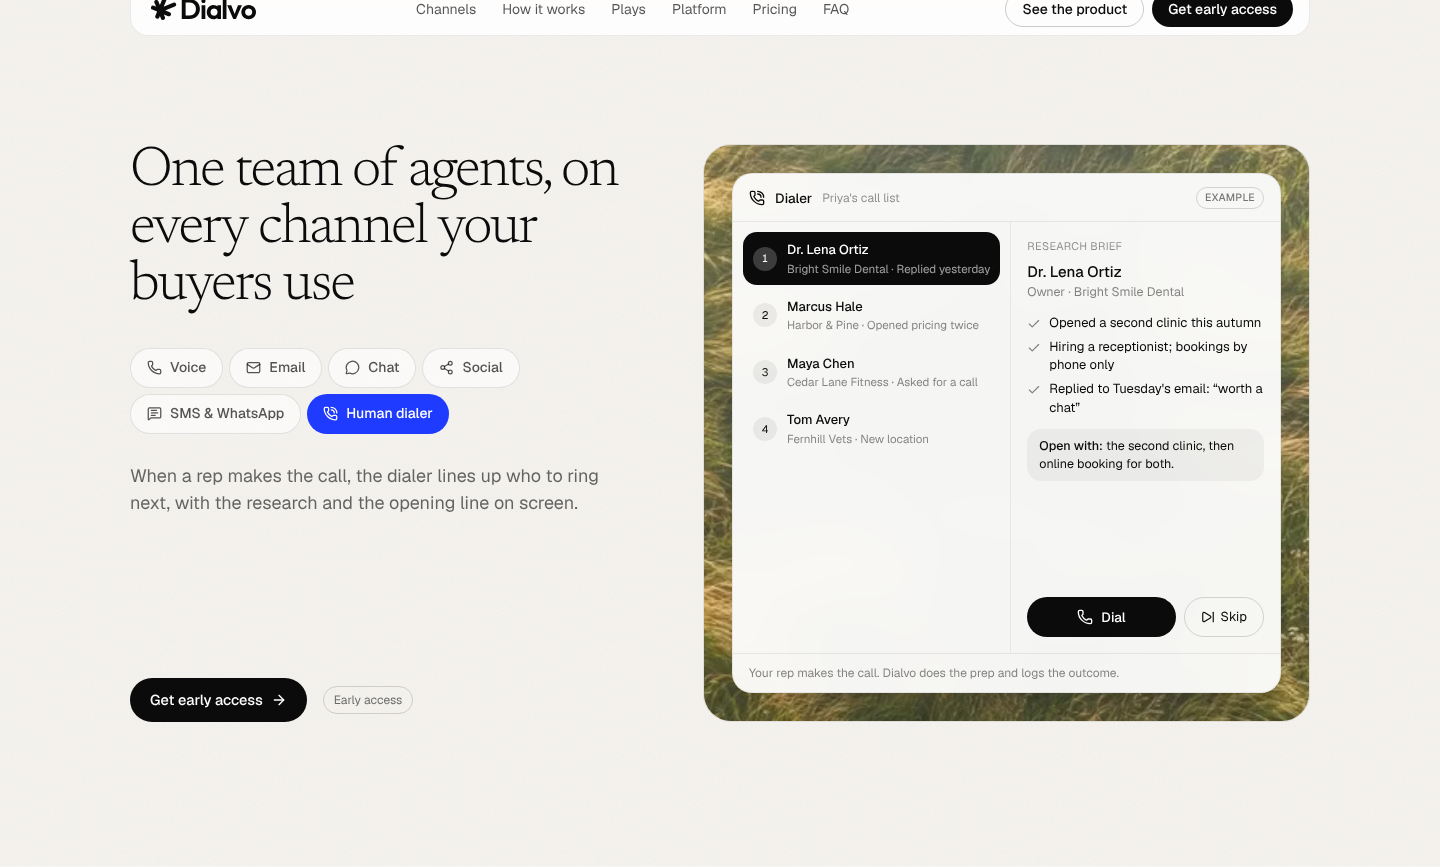 Dialvo
Channels
How it works
Plays
Platform
Pricing
FAQ
See the product
Get early access
One team of agents, on
every channel your
buyers use
Voice
Email
Chat
Social
SMS & WhatsApp
Human dialer
When a rep makes the call, the dialer lines up who to ring
next, with the research and the opening line on screen.
Get early access
Early access
Dialer
Priya's call list
EXAMPLE
1
Dr. Lena Ortiz
Bright Smile Dental · Replied yesterday
2
Marcus Hale
Harbor & Pine · Opened pricing twice
3
Maya Chen
Cedar Lane Fitness · Asked for a call
4
Tom Avery
Fernhill Vets · New location
RESEARCH BRIEF
Dr. Lena Ortiz
Owner · Bright Smile Dental
Opened a second clinic this autumn
Hiring a receptionist; bookings by
phone only
Replied to Tuesday's email: “worth a
chat”
Open with: the second clinic, then
online booking for both.
Dial
Skip
Your rep makes the call. Dialvo does the prep and logs the outcome.